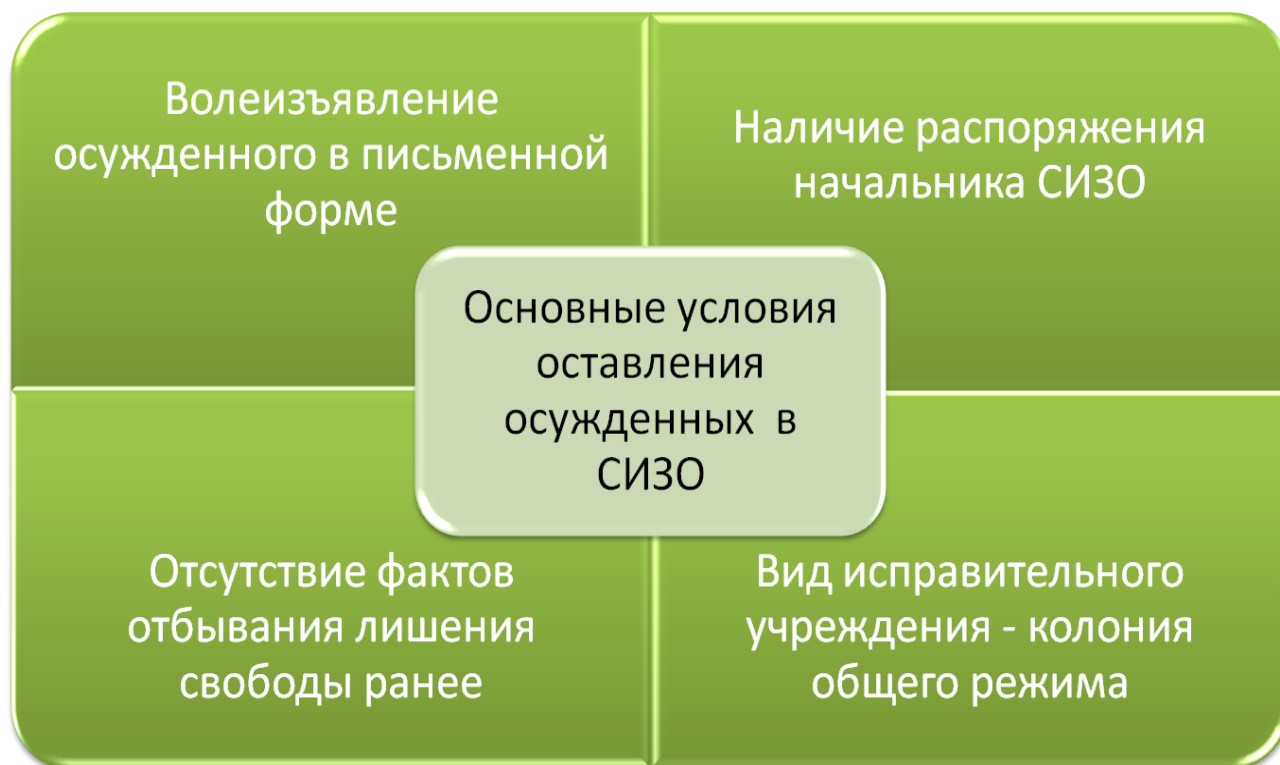 Волеизъявление
осужденного в письменной
форме
Наличие распоряжения
начальника СИЗО
Основные условия
оставления
осужденных в
СИЗО
Отсутствие фактов
отбывания лишения
свободы ранее
Вид исправительного
учреждения - колония
общего режима